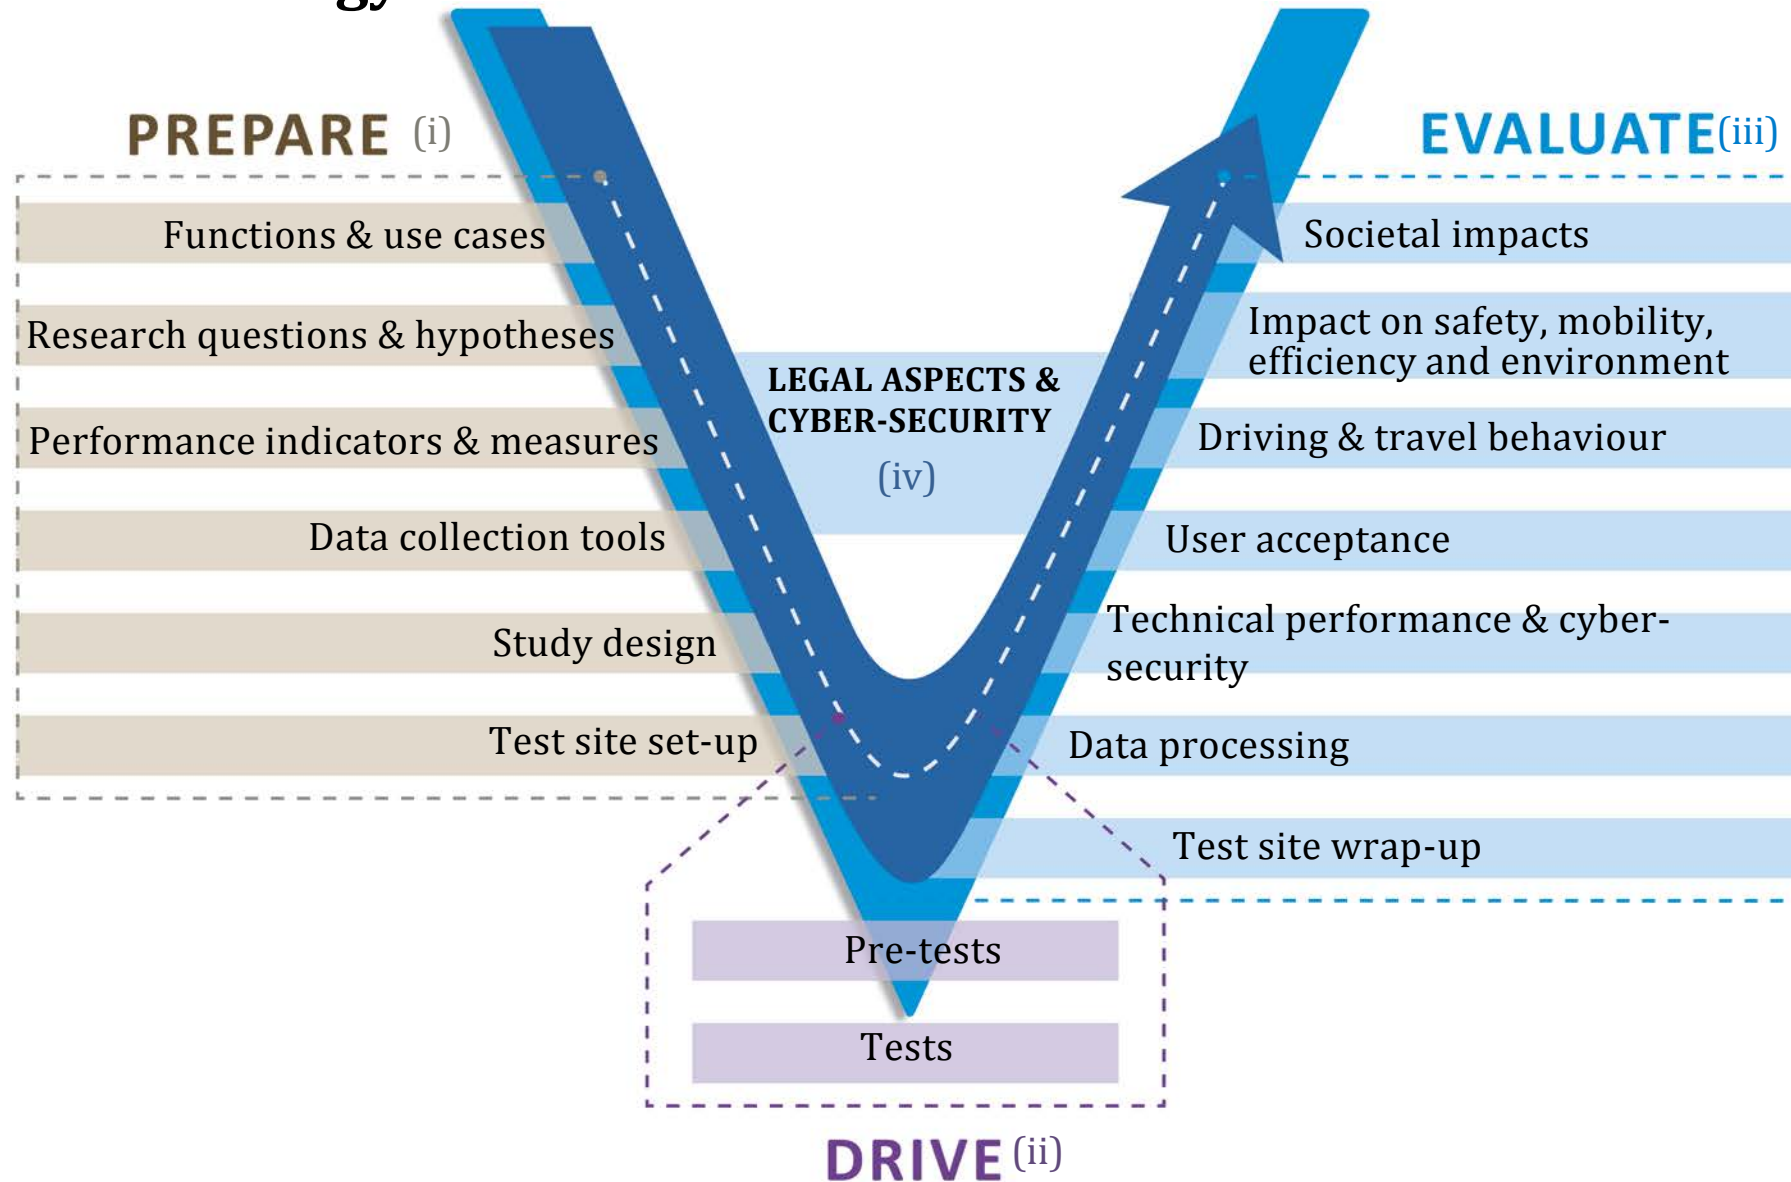 PREPARE (i)
Functions & use cases
Research questions & hypotheses
Performance indicators & measures
Data collection tools
Study design
Test site set-up
LEGAL ASPECTS &
CYBER-SECURITY
(iv)
EVALUATE(iii)
Societal impacts
Impact on safety, mobility,
efficiency and environment
Driving & travel behaviour
User acceptance
Technical performance & cyber-
security
Data processing
Test site wrap-up
Pre-tests
Tests
DRIVE (ii)